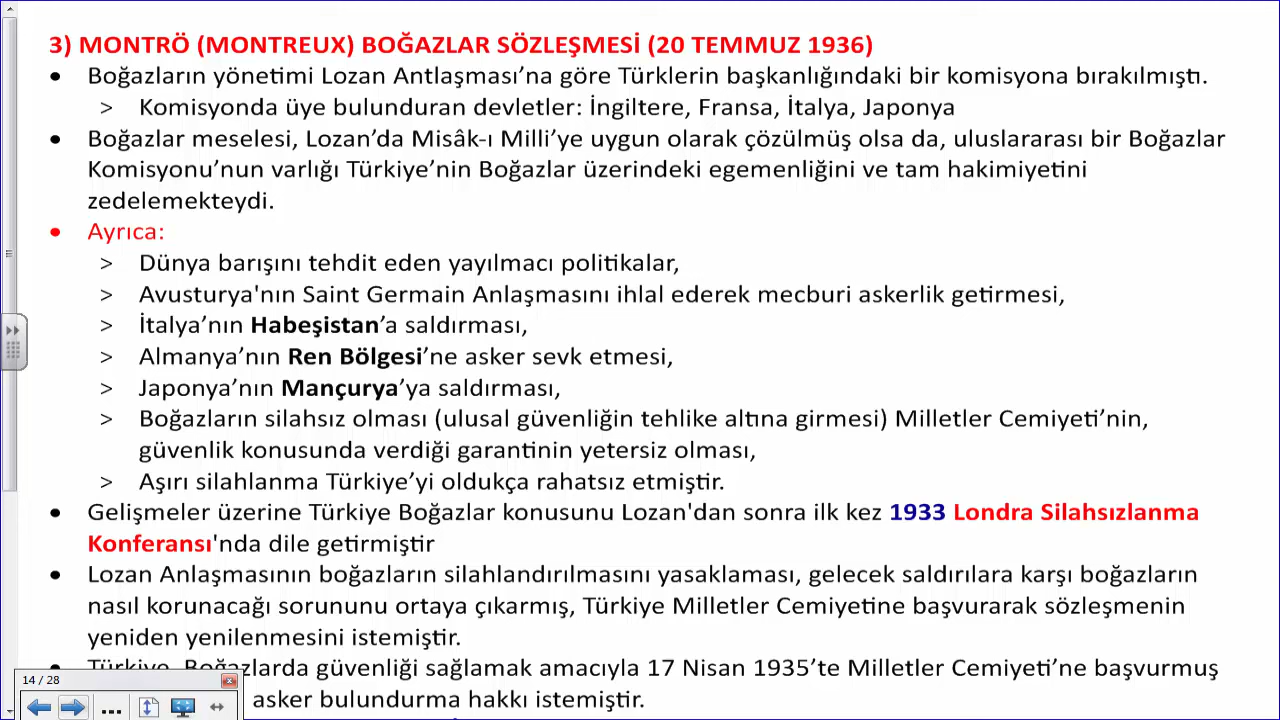 3) MONTRÖ (MONTREUX) BOĞAZLAR SÖZLEŞMESİ (20 TEMMUZ 1936)
• Boğazların yönetimi Lozan Antlaşması’na göre Türklerin başkanlığındaki bir komisyona bırakılmıştı.
> Komisyonda üye bulunduran devletler: İngiltere, Fransa, İtalya, Japonya
• Boğazlar meselesi, Lozan’da Misâk-ı Milli’ye uygun olarak çözülmüş olsa da, uluslararası bir Boğazlar
Komisyonu’nun varlığı Türkiye’nin Boğazlar üzerindeki egemenliğini ve tam hakimiyetini
zedelemekteydi.
• Ayrıca:
> Dünya barışını tehdit eden yayılmacı politikalar,
> Avusturya'nın Saint Germain Anlaşmasını ihlal ederek mecburi askerlik getirmesi,
> İtalya’nın Habeşistan’a saldırması,
> Almanya’nın Ren Bölgesi’ne asker sevk etmesi,
> Japonya’nın Mançurya’ya saldırması,
> Boğazların silahsız olması (ulusal güvenliğin tehlike altına girmesi) Milletler Cemiyeti’nin,
güvenlik konusunda verdiği garantinin yetersiz olması,
> Aşırı silahlanma Türkiye’yi oldukça rahatsız etmiştir.
• Gelişmeler üzerine Türkiye Boğazlar konusunu Lozan'dan sonra ilk kez 1933 Londra Silahsızlanma
Konferansı'nda dile getirmiştir
• Lozan Anlaşmasının boğazların silahlandırılmasını yasaklaması, gelecek saldırılara karşı boğazların
nasıl korunacağı sorununu ortaya çıkarmış, Türkiye Milletler Cemiyetine başvurarak sözleşmenin
yeniden yenilenmesini istemiştir.
• Türkiye, Boğazlarda güvenliği sağlamak amacıyla 17 Nisan 1935’te Milletler Cemiyeti’ne başvurmuş
asker bulundurma hakkı istemiştir.
14 / 28